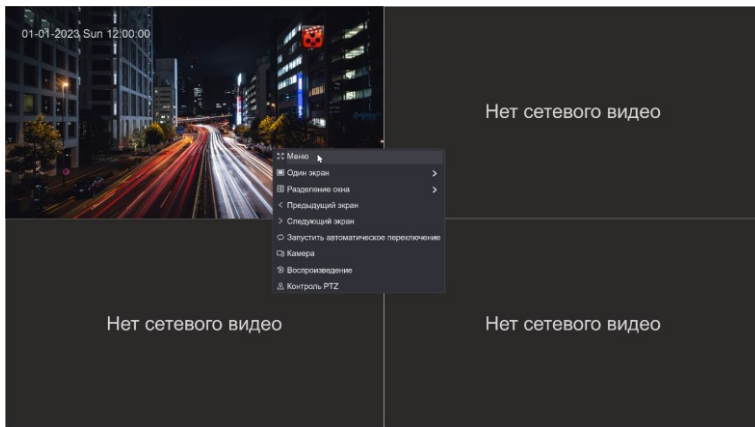 01-01-2023 Sun 12:00:00
Нет сетевого видео
Меню
Один экран
Разделение окна
Предыдущий экран
Следующий экран
Запустить автоматическое переключение
Камера
Воспроизведение
Контроль PTZ
Нет сетевого видео
Нет сетевого видео